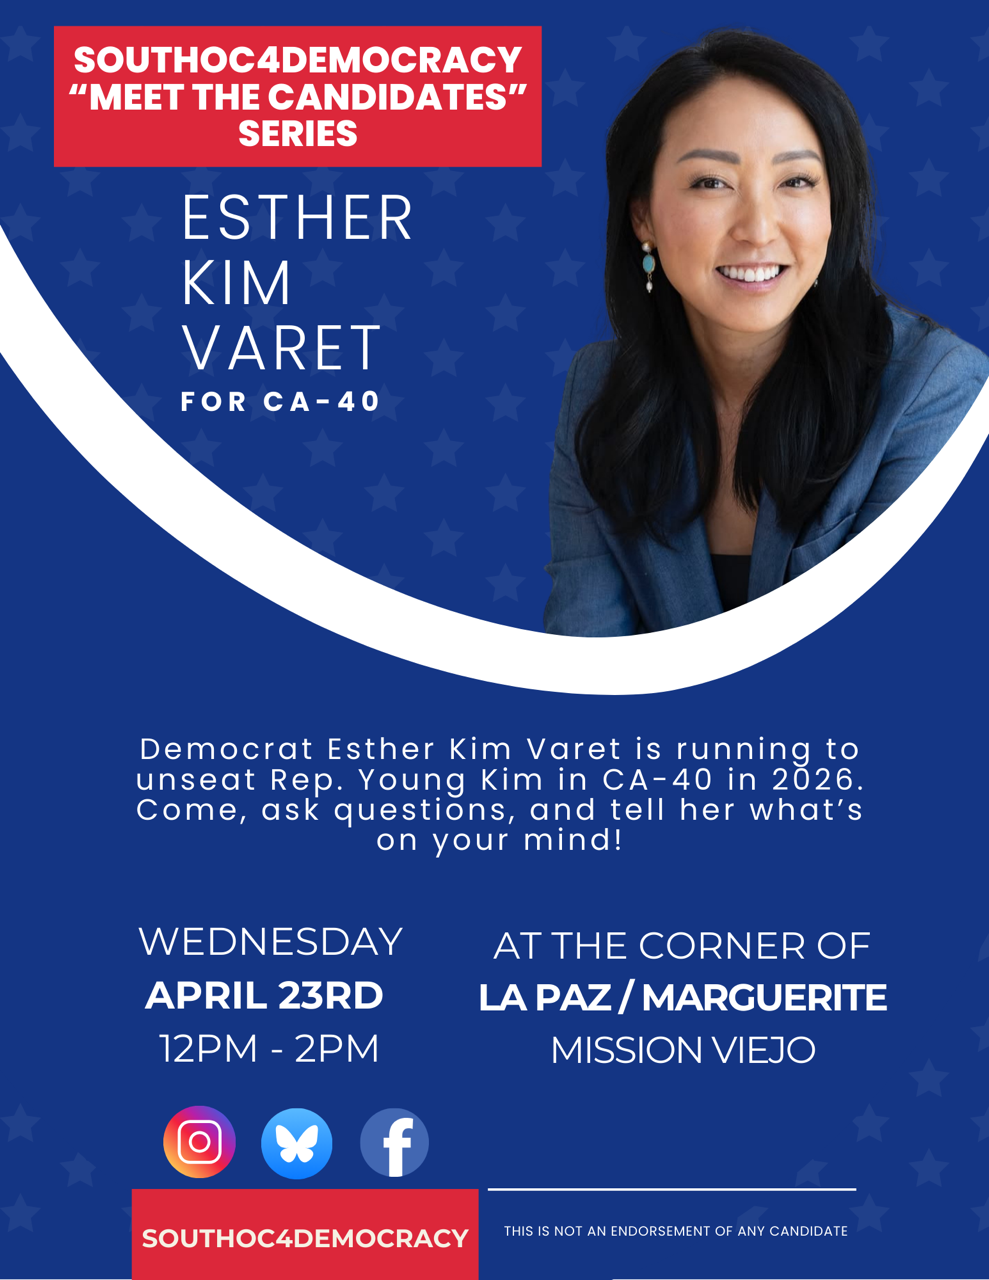 SOUTHOC4DEMOCRACY
“MEET THE CANDIDATES”
SERIES
ESTHER
KIM
VARET
FOR CA-40
Democrat Esther Kim Varet is running to
unseat Rep. Young Kim in CA-40 in 2026.
Come, ask questions, and tell her what’s
on your mind!
WEDNESDAY
APRIL 23RD
12PM - 2PM
AT THE CORNER OF
LA PAZ / MARGUERITE
MISSION VIEJO
SOUTHOC4DEMOCRACY
THIS IS NOT AN ENDORSEMENT OF ANY CANDIDATE